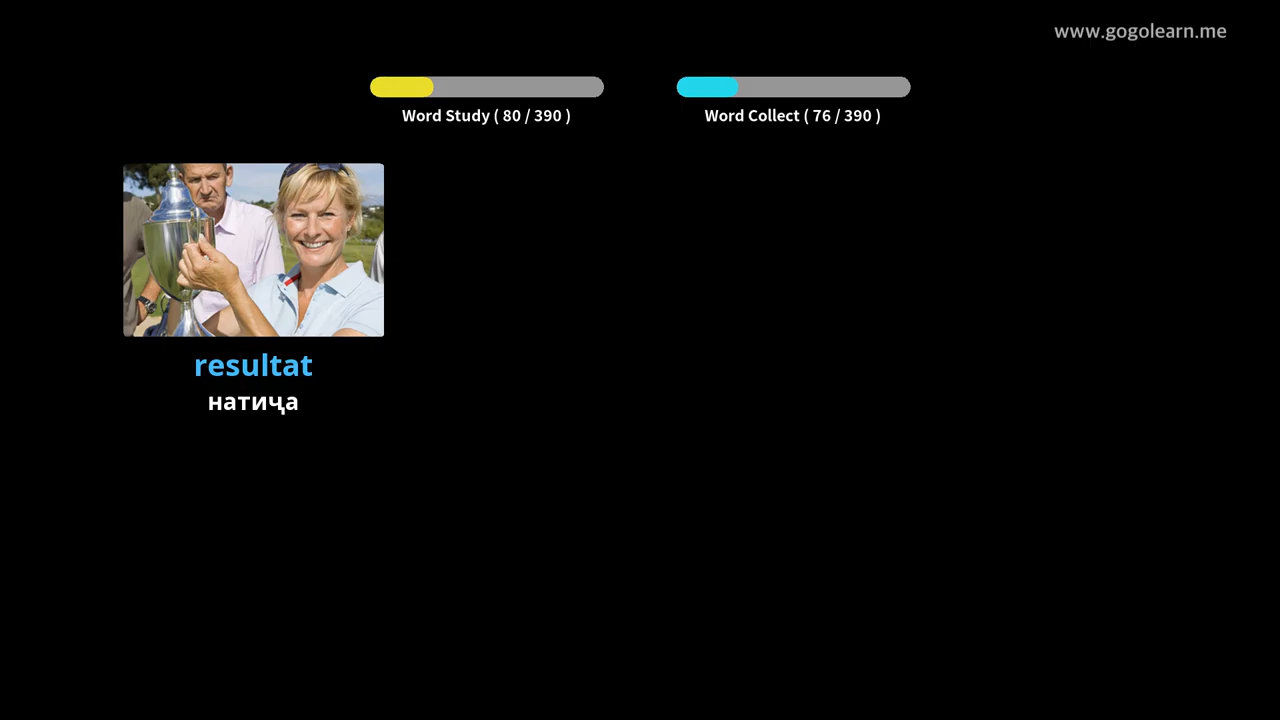 www.gogolearn.me
Word Study ( 80 / 390 )
Word Collect ( 76 / 390 )
resultat
натиҷа